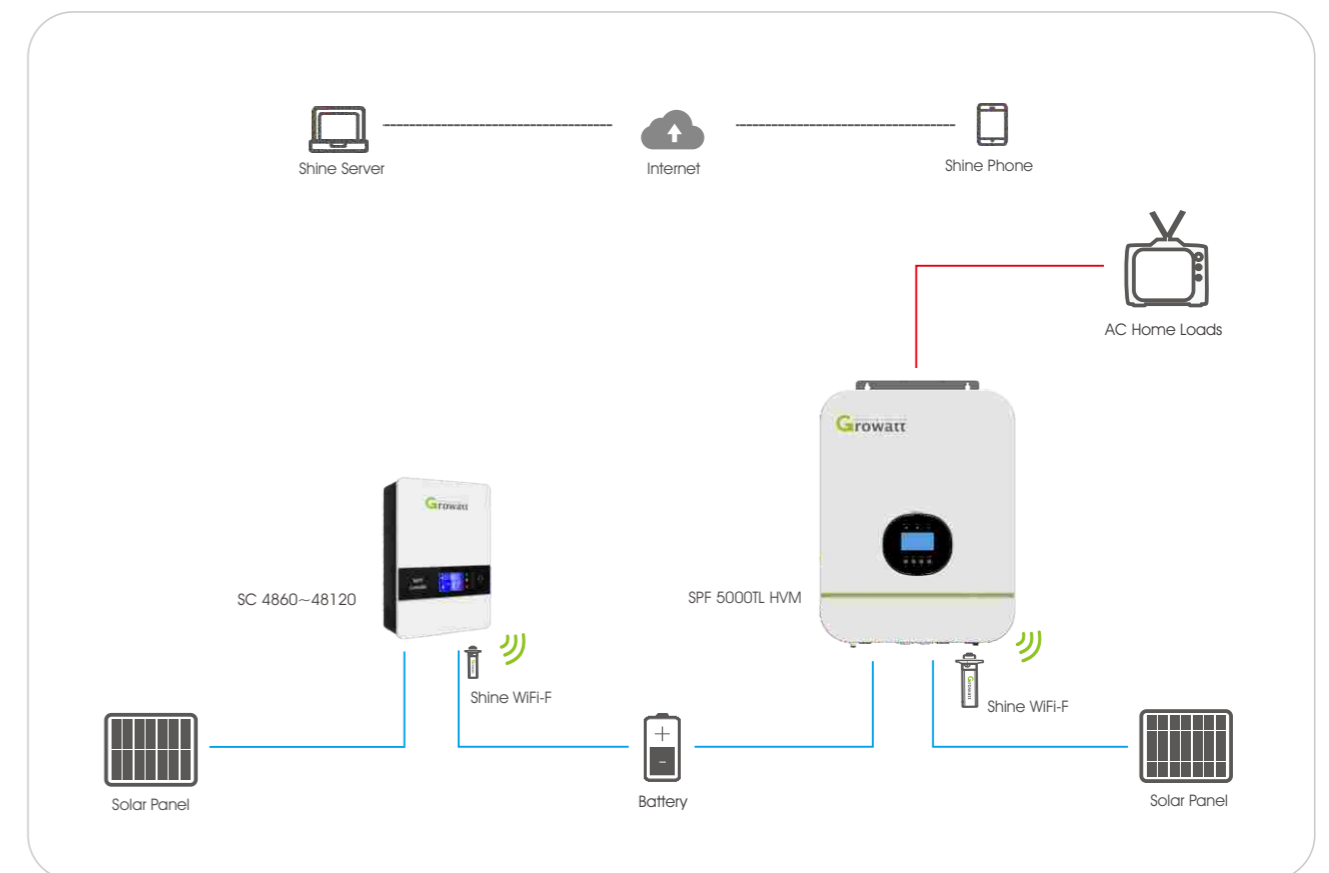 Shine Server
Internet
Shine Phone
AC Home Loads
Growatt
Growatt
SC 4860~48120
SPF 5000TL HVM
Shine WiFi-F
Growatt
Shine WiFi-F
Solar Panel
+
-
Battery
Solar Panel